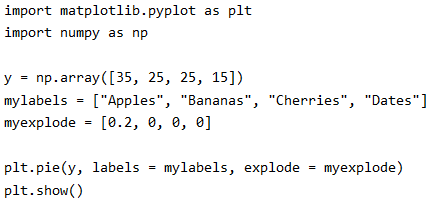 import matplotlib.pyplot as plt
import numpy as np
y = np.array([35, 25, 25, 15])
mylabels = ["Apples", "Bananas", "Cherries", "Dates"]
myexplode = [0.2, 0, 0, 0]
plt.pie(y, labels = mylabels, explode = myexplode)
plt.show()